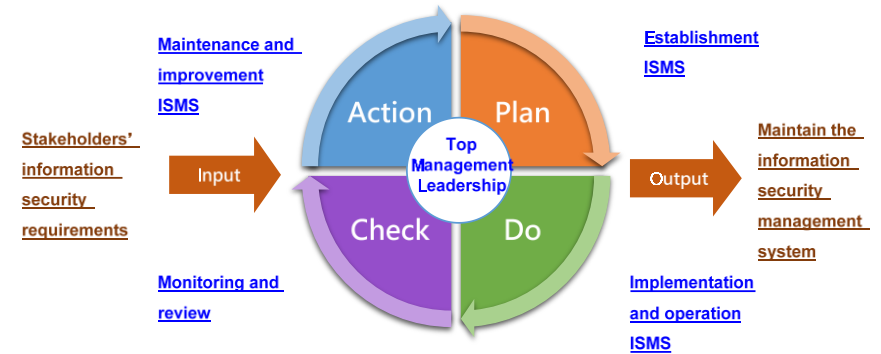 Maintenance and
improvement
ISMS
Establishment
ISMS
Stakeholders’
information
security
requirements
Input
Action
Plan
Top
Management
Leadership
Check
Do
Output
Maintain the
information
security
management
system
Monitoring and
review
Implementation
and operation
ISMS